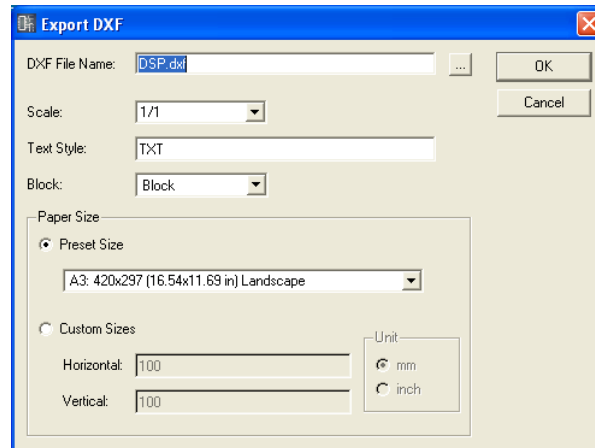 Export DXF
DXF File Name: DSP.dxf ... OK
Cancel
Scale: 1/1
Text Style: TXT
Block: Block
Paper Size
Preset Size
A3: 420x297 (16.54x11.69 in) Landscape
Custom Sizes
Unit
Horizontal: 100 mm
inch
Vertical: 100